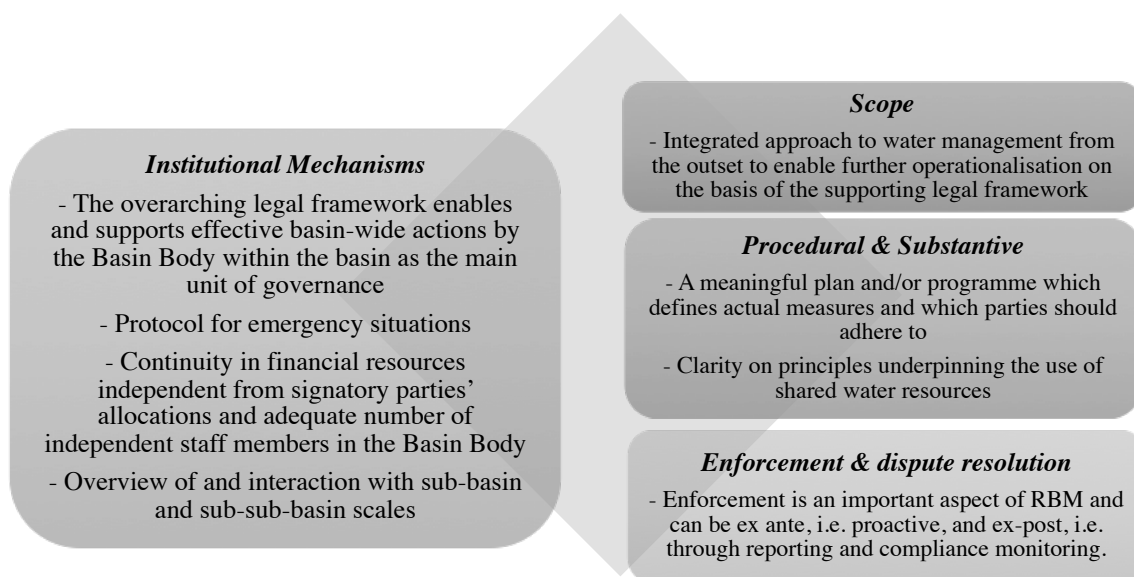 Institutional Mechanisms
- The overarching legal framework enables
and supports effective basin-wide actions by
the Basin Body within the basin as the main
unit of governance
- Protocol for emergency situations
- Continuity in financial resources
independent from signatory parties’
allocations and adequate number of
independent staff members in the Basin Body
- Overview of and interaction with sub-basin
and sub-sub-basin scales
Scope
- Integrated approach to water management from
the outset to enable further operationalisation on
the basis of the supporting legal framework
Procedural & Substantive
- A meaningful plan and/or programme which
defines actual measures and which parties should
adhere to
- Clarity on principles underpinning the use of
shared water resources
Enforcement & dispute resolution
- Enforcement is an important aspect of RBM and
can be ex ante, i.e. proactive, and ex-post, i.e.
through reporting and compliance monitoring.